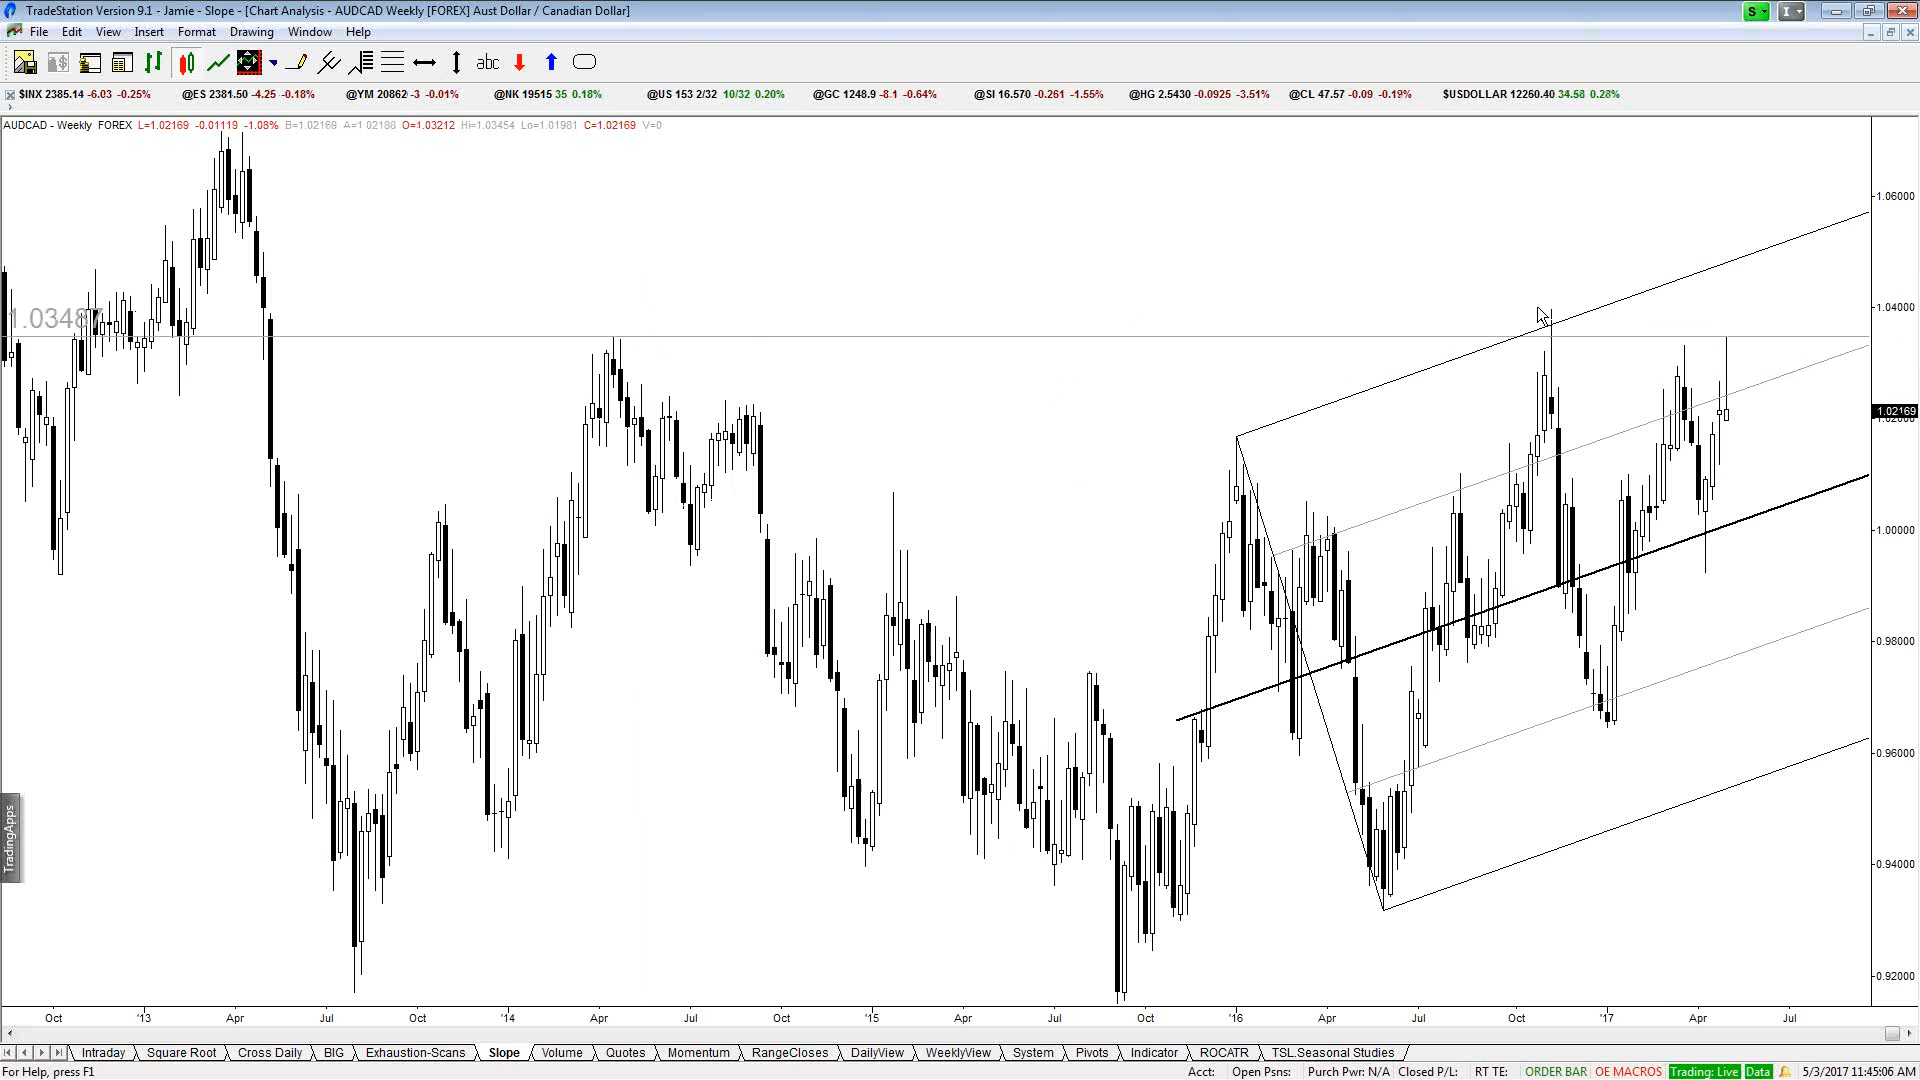 TradeStation Version 9.1 - Jamie - Slope - [Chart Analysis - AUDCAD Weekly [FOREX] Aust Dollar / Canadian Dollar]
S I
File Edit View Insert Format Drawing Window Help
abc
$INX 2385.14 -6.03 -0.25% @ES 2381.50 -4.25 -0.18% @YM 20862 -3 -0.01% @NK 19515 35 0.18% @US 153 2/32 10/32 0.20% @GC 1248.9 -8.1 -0.64% @SI 16.570 -0.261 -1.55% @HG 2.5430 -0.0925 -3.51% @CL 47.57 -0.09 -0.19% $USDOLLAR 12260.40 34.58 0.28%
AUDCAD - Weekly FOREX L=1.02169 -0.01119 -1.08% B=1.02169 A=1.02188 O=1.03212 Hi=1.03454 Lo=1.01981 C=1.02169 V=0
1.06000
1.04000
1.03487
1.02169
1.00000
0.98000
0.96000
0.94000
0.92000
TradingApps
Oct '13 Apr Jul Oct '14 Apr Jul Oct '15 Apr Jul Oct '16 Apr Jul Oct '17 Apr Jul
Intraday Square Root Cross Daily BIG Exhaustion-Scans Slope Volume Quotes Momentum RangeCloses DailyView WeeklyView System Pivots Indicator ROCATR TSL.Seasonal Studies
For Help, press F1 Acct: Open Psns: Purch Pwr: N/A Closed P/L: RT TE: ORDER BAR OE MACROS Trading: Live Data 5/3/2017 11:45:06 AM